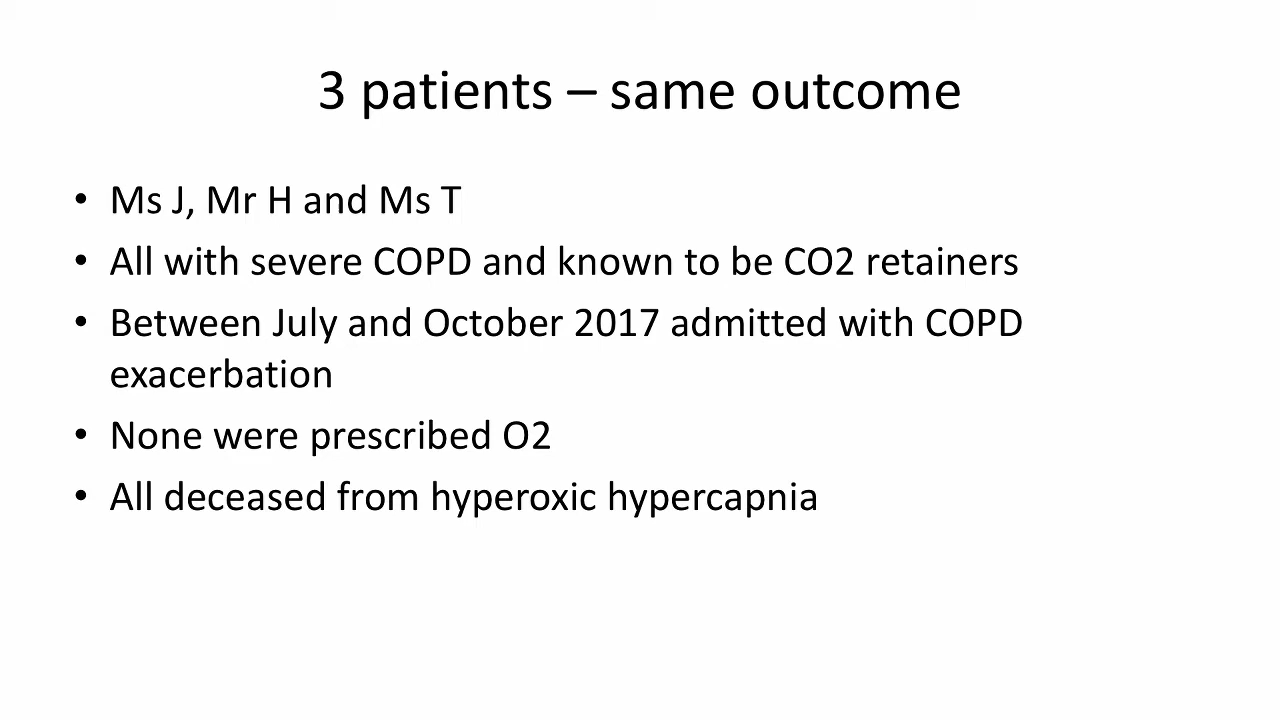 3 patients – same outcome
• Ms J, Mr H and Ms T
• All with severe COPD and known to be CO2 retainers
• Between July and October 2017 admitted with COPD
exacerbation
• None were prescribed O2
• All deceased from hyperoxic hypercapnia